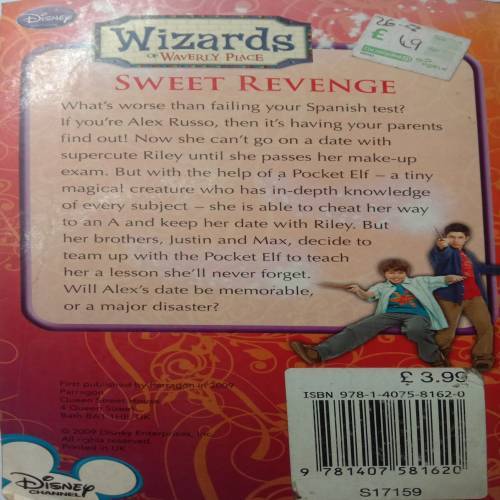 Disney
Wizards
OF WAVERLY PLACE
£
SWEET REVENGE
What's worse than failing your Spanish test?
If you're Alex Russo, then it's having your parents
find out! Now she can't go on a date with
supercute Riley until she passes her make-up
exam. But with the help of a Pocket Elf – a tiny
magical creature who has in-depth knowledge
of every subject – she is able to cheat her way
to an A and keep her date with Riley. But
her brothers, Justin and Max, decide to
team up with the Pocket Elf to teach
her a lesson she'll never forget.
Will Alex's date be memorable,
or a major disaster?
First published by Parragon in 2009
Parragon
Queen Street House
4 Queen Street
Bath BA1 1HE, UK
© 2009 Disney Enterprises, Inc.
All rights reserved.
Printed in UK
Disney
CHANNEL
£ 3.99
ISBN 978-1-4075-8162-0
9 781407 581620
S17159